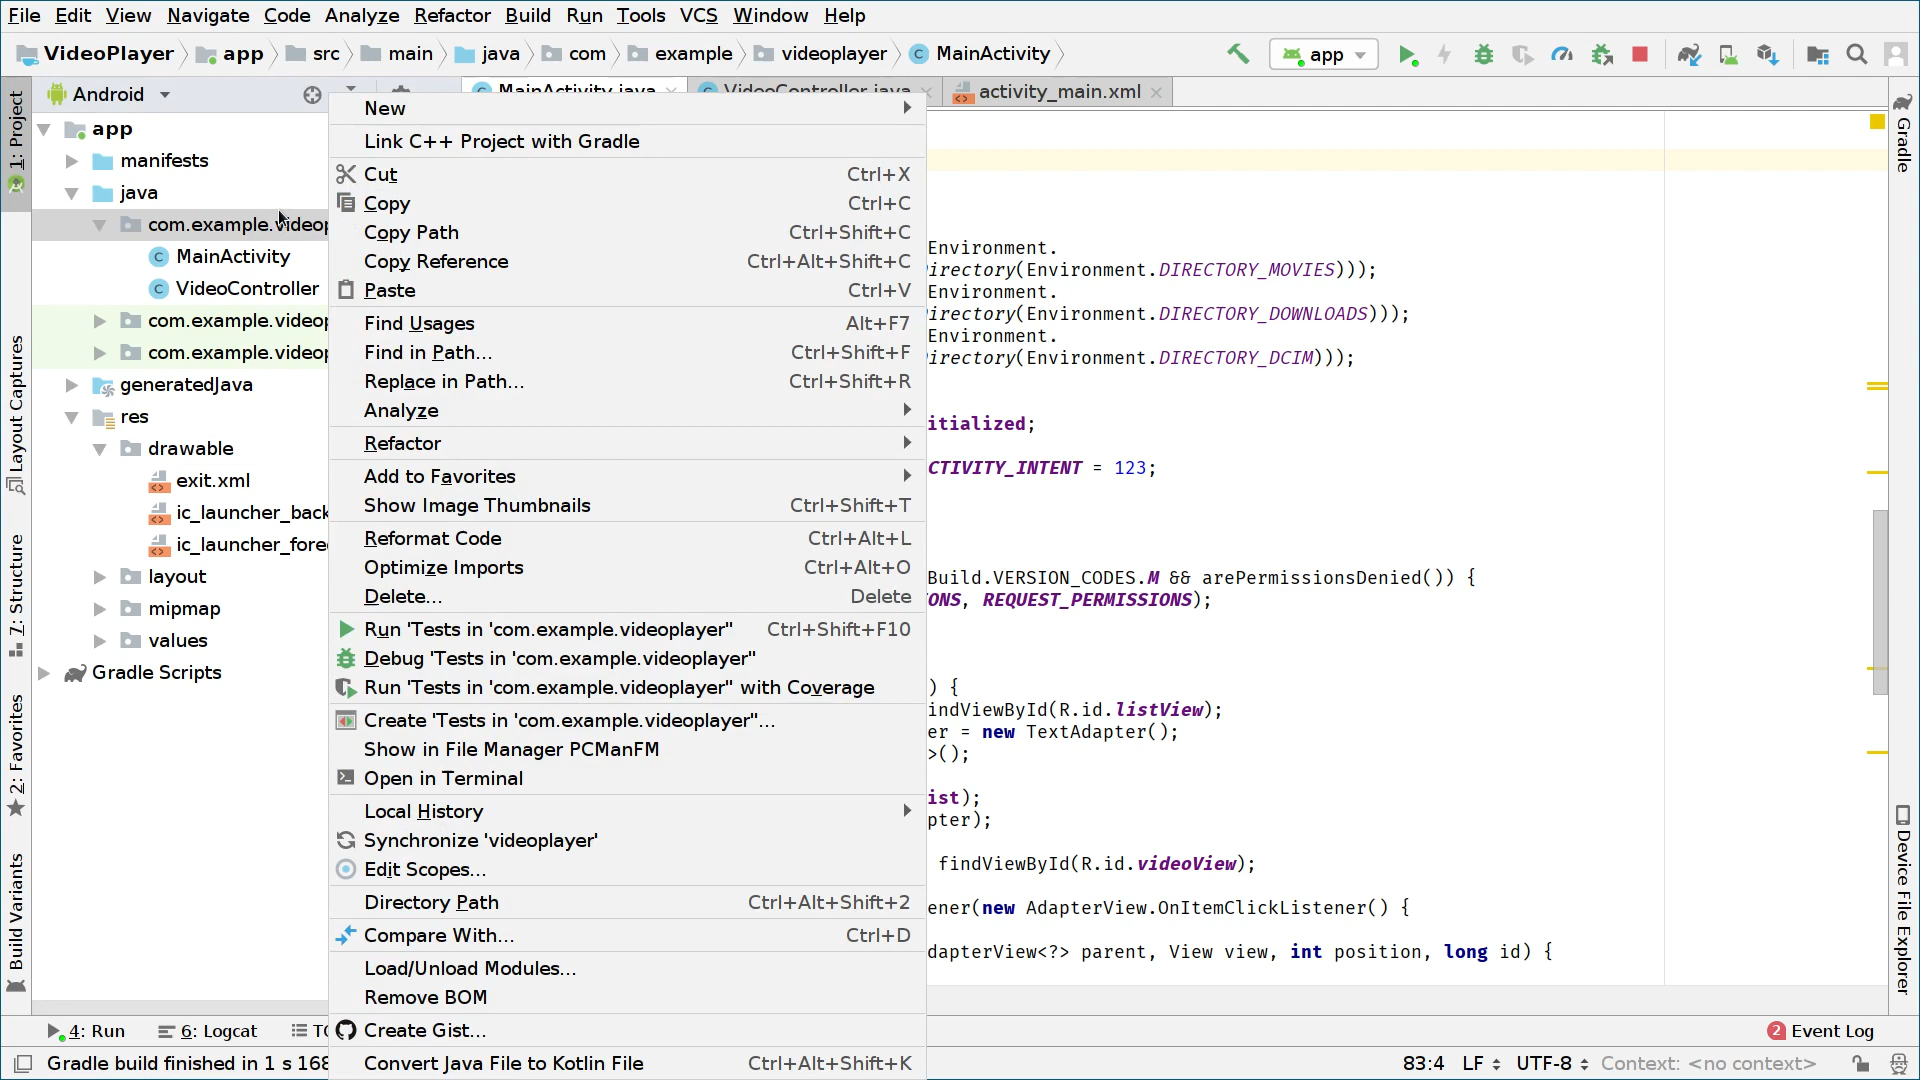 File Edit View Navigate Code Analyze Refactor Build Run Tools VCS Window Help
VideoPlayer app src main java com example videoplayer MainActivity app
1: Project
Layout Captures
7: Structure
2: Favorites
Build Variants
Android
app
manifests
java
com.example.videop
MainActivity
VideoController
com.example.videop
com.example.videop
generatedJava
res
drawable
exit.xml
ic_launcher_back
ic_launcher_fore
layout
mipmap
values
Gradle Scripts
MainActivity.java VideoController.java activity_main.xml
New
Link C++ Project with Gradle
Cut Ctrl+X
Copy Ctrl+C
Copy Path Ctrl+Shift+C
Copy Reference Ctrl+Alt+Shift+C
Paste Ctrl+V
Find Usages Alt+F7
Find in Path... Ctrl+Shift+F
Replace in Path... Ctrl+Shift+R
Analyze
Refactor
Add to Favorites
Show Image Thumbnails Ctrl+Shift+T
Reformat Code Ctrl+Alt+L
Optimize Imports Ctrl+Alt+O
Delete... Delete
Run 'Tests in 'com.example.videoplayer'' Ctrl+Shift+F10
Debug 'Tests in 'com.example.videoplayer''
Run 'Tests in 'com.example.videoplayer'' with Coverage
Create 'Tests in 'com.example.videoplayer''...
Show in File Manager PCManFM
Open in Terminal
Local History
Synchronize 'videoplayer'
Edit Scopes...
Directory Path Ctrl+Alt+Shift+2
Compare With... Ctrl+D
Load/Unload Modules...
Remove BOM
Create Gist...
Convert Java File to Kotlin File Ctrl+Alt+Shift+K
Environment.
irectory(Environment.DIRECTORY_MOVIES)));
Environment.
irectory(Environment.DIRECTORY_DOWNLOADS)));
Environment.
irectory(Environment.DIRECTORY_DCIM)));
itialized;
CTIVITY_INTENT = 123;
Build.VERSION_CODES.M && arePermissionsDenied()) {
ONS, REQUEST_PERMISSIONS);
) {
indViewById(R.id.listView);
er = new TextAdapter();
>();
ist);
pter);
findViewById(R.id.videoView);
ener(new AdapterView.OnItemClickListener() {
dapterView<?> parent, View view, int position, long id) {
Gradle
Device File Explorer
4: Run 6: Logcat TO 2 Event Log
Gradle build finished in 1 s 168 83:4 LF UTF-8 Context: <no context>